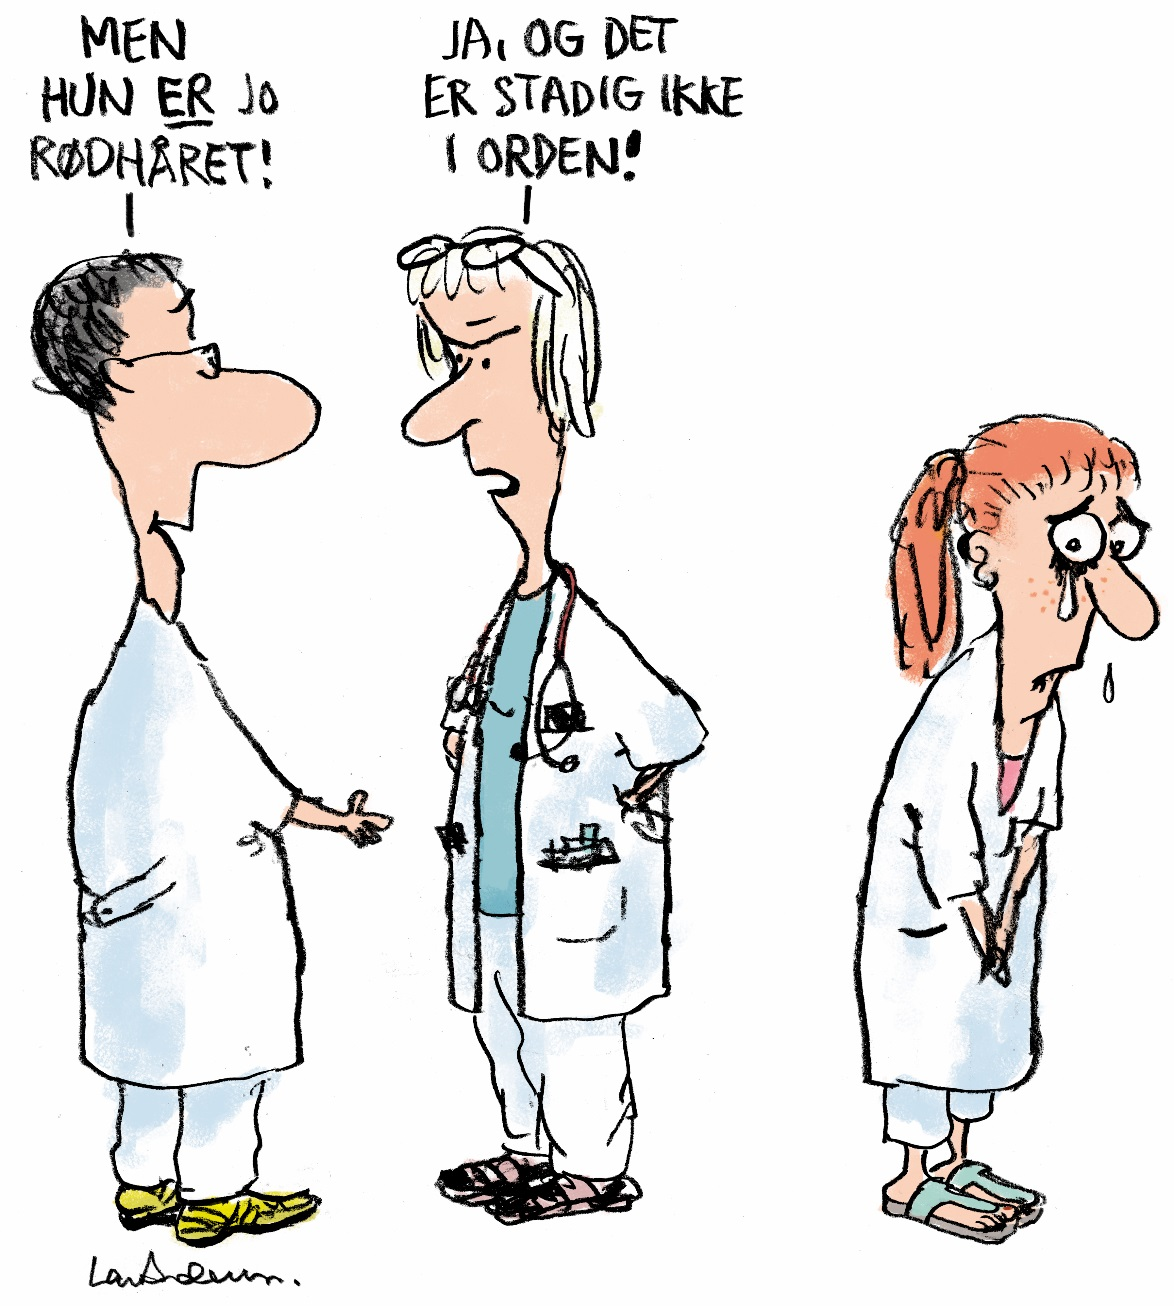 MEN
HUN ER JO
RØDHÅRET!
JA, OG DET
ER STADIG IKKE
I ORDEN!